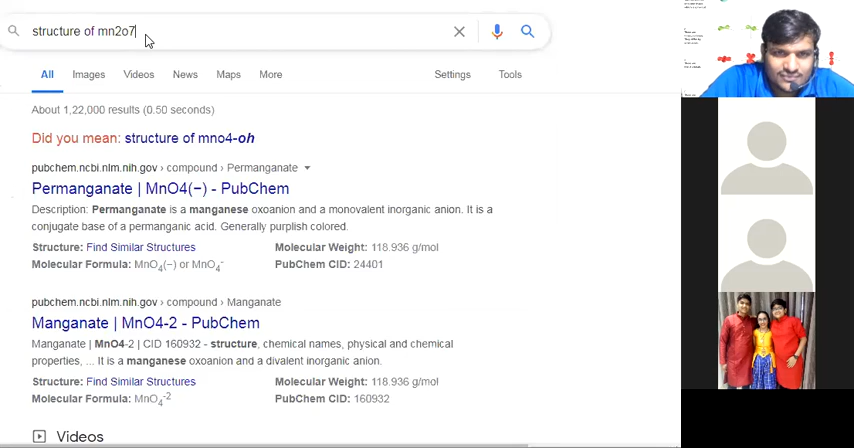 structure of mn2o7
All Images Videos News Maps More Settings Tools
About 1,22,000 results (0.50 seconds)
Did you mean: structure of mno4-oh
pubchem.ncbi.nlm.nih.gov › compound › Permanganate
Permanganate | MnO4(−) - PubChem
Description: Permanganate is a manganese oxoanion and a monovalent inorganic anion. It is a
conjugate base of a permanganic acid. Generally purplish colored.
Structure: Find Similar Structures Molecular Weight: 118.936 g/mol
Molecular Formula: MnO4(−) or MnO4- PubChem CID: 24401
pubchem.ncbi.nlm.nih.gov › compound › Manganate
Manganate | MnO4-2 - PubChem
Manganate | MnO4-2 | CID 160932 - structure, chemical names, physical and chemical
properties, ... It is a manganese oxoanion and a divalent inorganic anion.
Structure: Find Similar Structures Molecular Weight: 118.936 g/mol
Molecular Formula: MnO4-2 PubChem CID: 160932
Videos